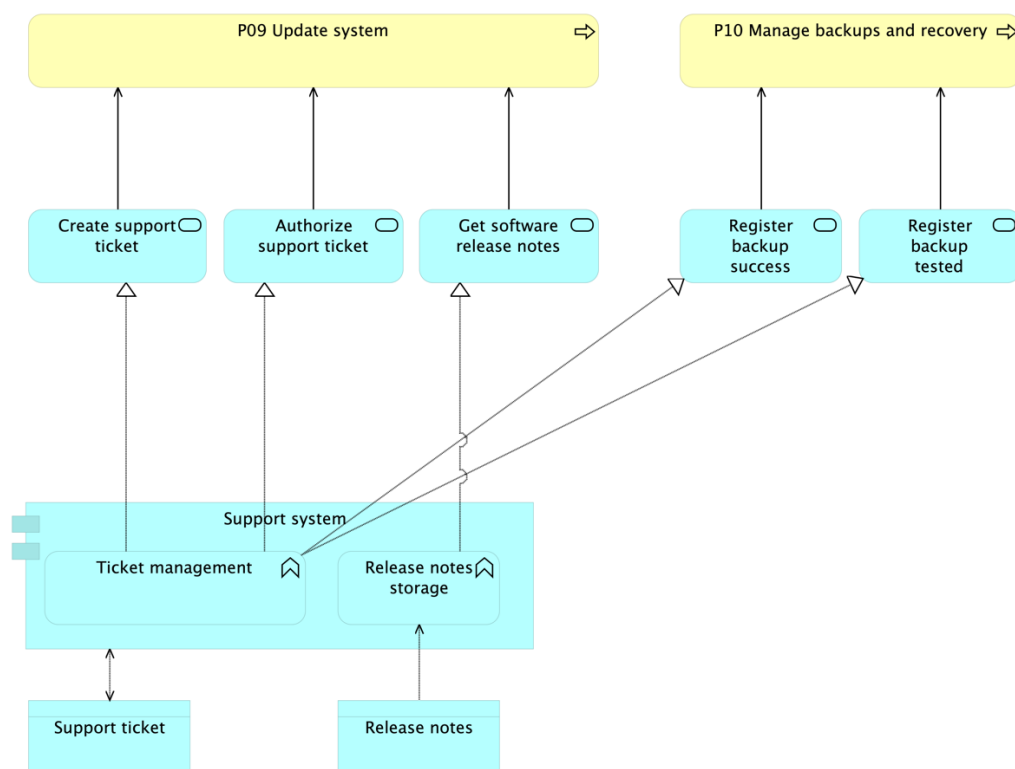 P09 Update system
P10 Manage backups and recovery
Create support
ticket
Authorize
support ticket
Get software
release notes
Register
backup
success
Register
backup
tested
Support system
Ticket management
Release notes
storage
Support ticket
Release notes